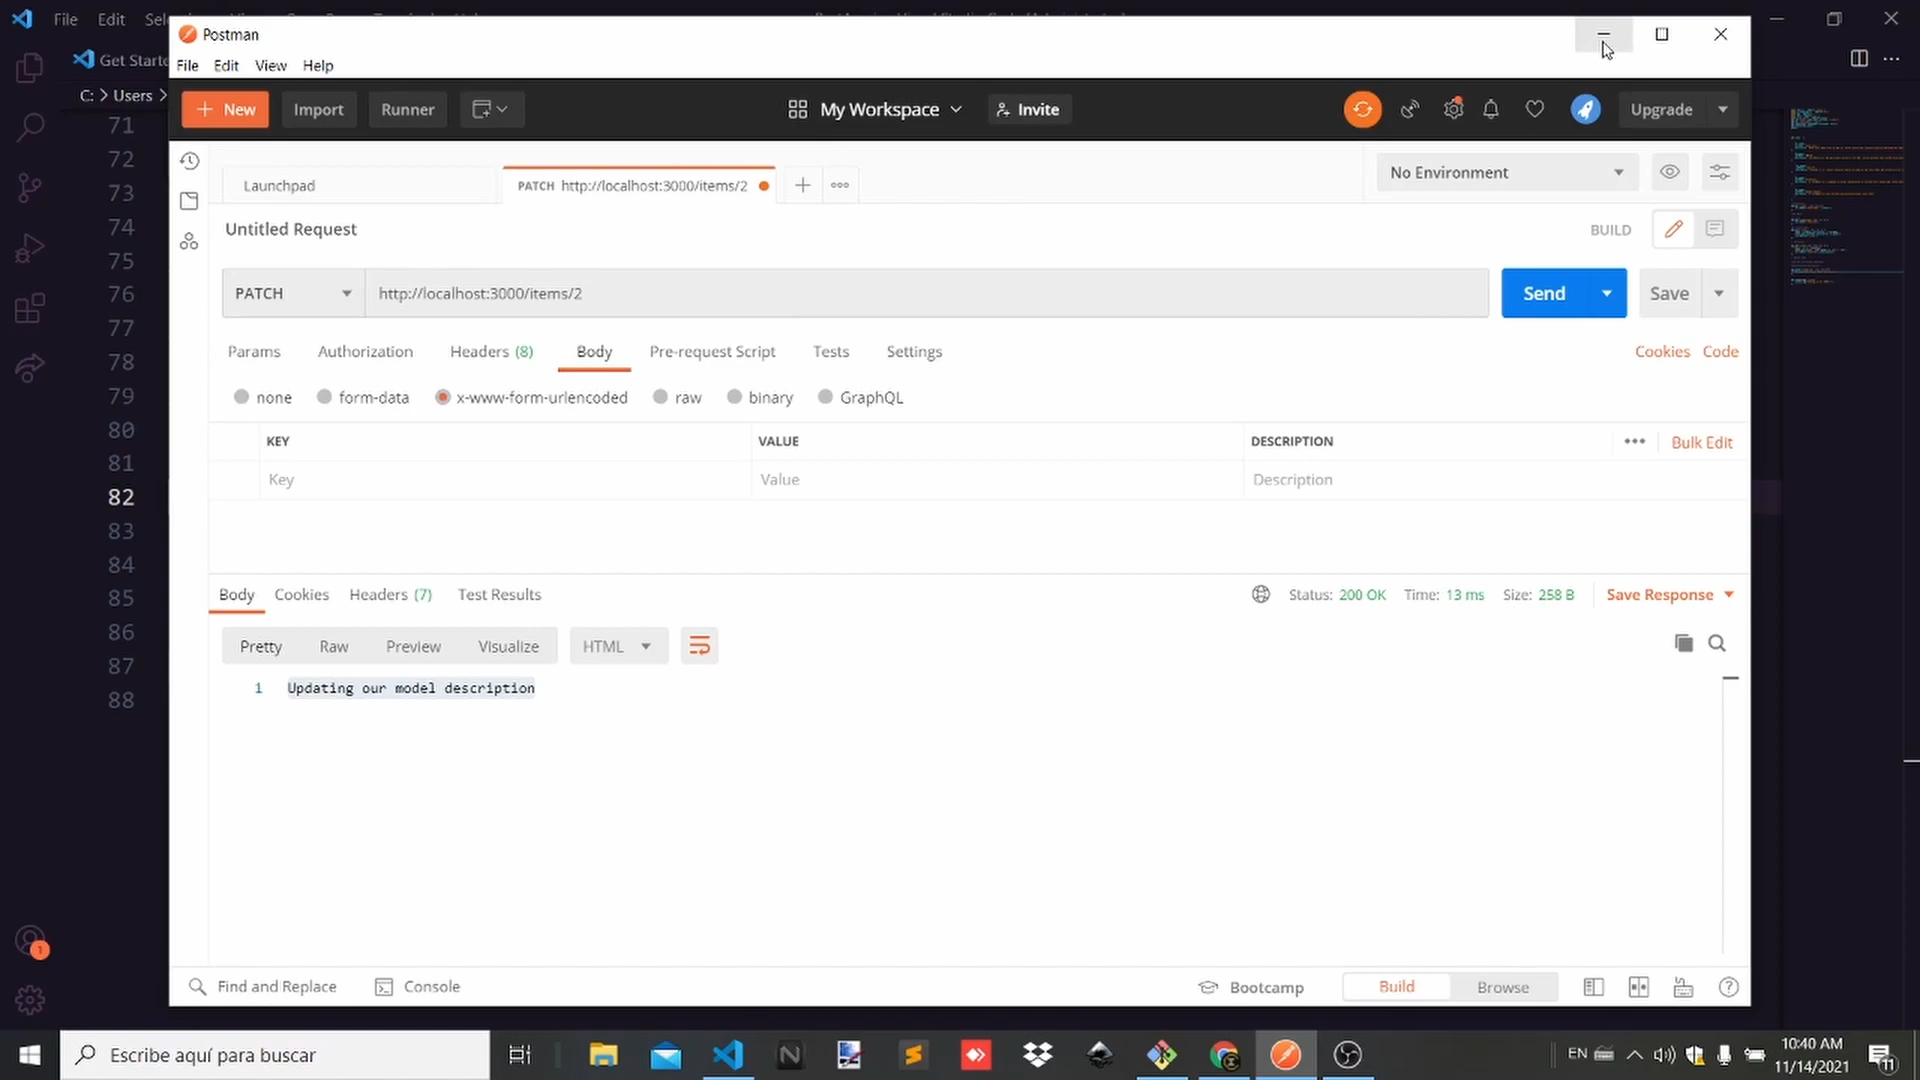 File Edit
Postman
Get Starte
File Edit View Help
C: > Users >
New Import Runner My Workspace Invite Upgrade
Launchpad PATCH http://localhost:3000/items/2 No Environment
Untitled Request BUILD
PATCH http://localhost:3000/items/2 Send Save
Params Authorization Headers (8) Body Pre-request Script Tests Settings Cookies Code
none form-data x-www-form-urlencoded raw binary GraphQL
KEY VALUE DESCRIPTION Bulk Edit
Key Value Description
Body Cookies Headers (7) Test Results Status: 200 OK Time: 13 ms Size: 258 B Save Response
Pretty Raw Preview Visualize HTML
1 Updating our model description
71
72
73
74
75
76
77
78
79
80
81
82
83
84
85
86
87
88
1
Find and Replace Console Bootcamp Build Browse
Escribe aquí para buscar
EN
10:40 AM
11/14/2021
11